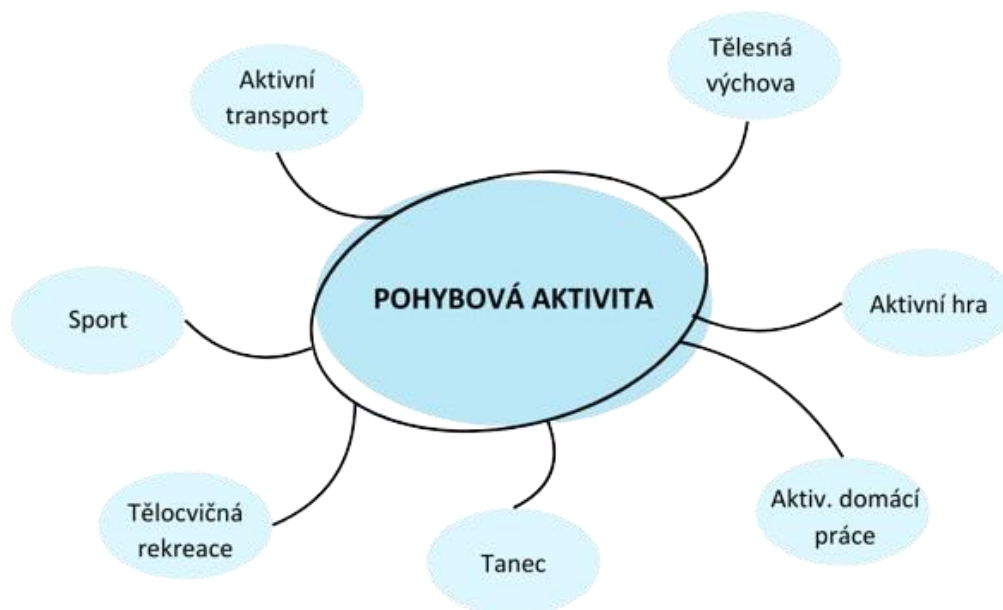 Aktivní
transport
Tělesná
výchova
POHYBOVÁ AKTIVITA
Sport
Aktivní hra
Tělocvičná
rekreace
Tanec
Aktiv. domácí
práce